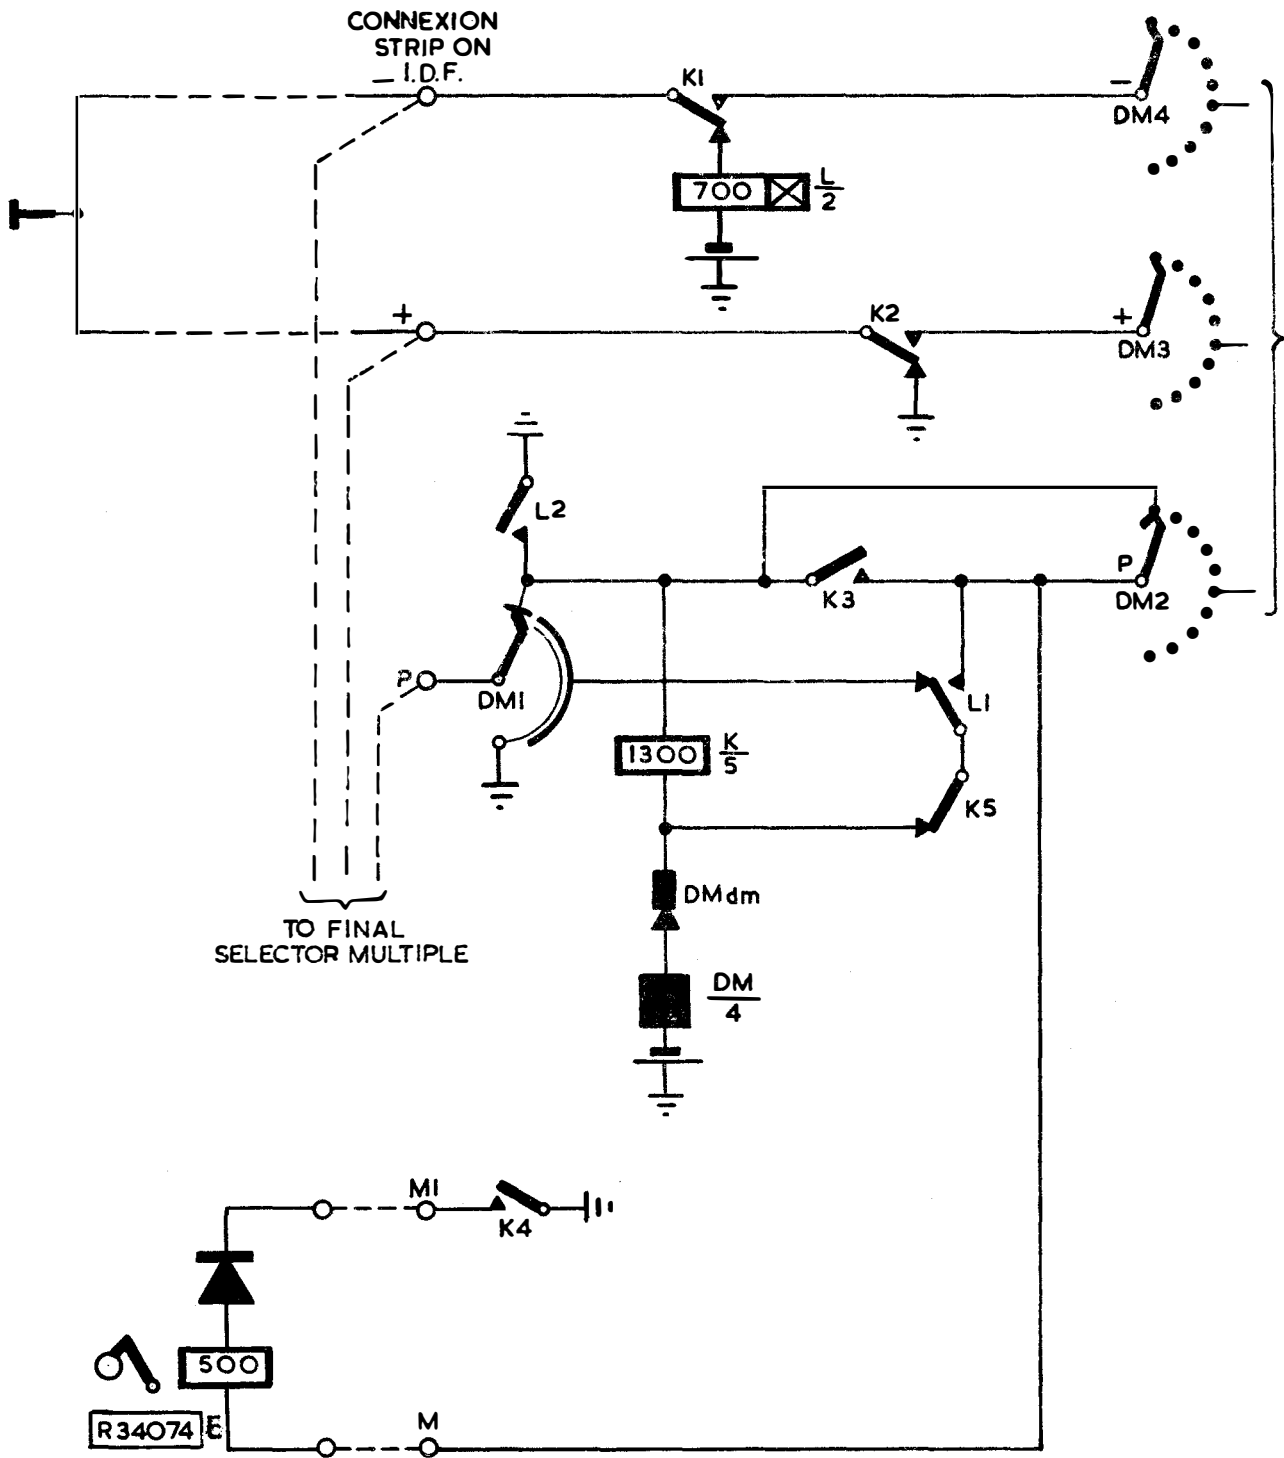 CONNEXION
STRIP ON
— I.D.F.
K1
–
DM4
700
L
2
+
K2
+
DM3
L2
K3
P
DM2
P
DM1
L1
1300
K
5
K5
DMdm
TO FINAL
SELECTOR MULTIPLE
DM
4
M1
K4
500
R34074
E
M